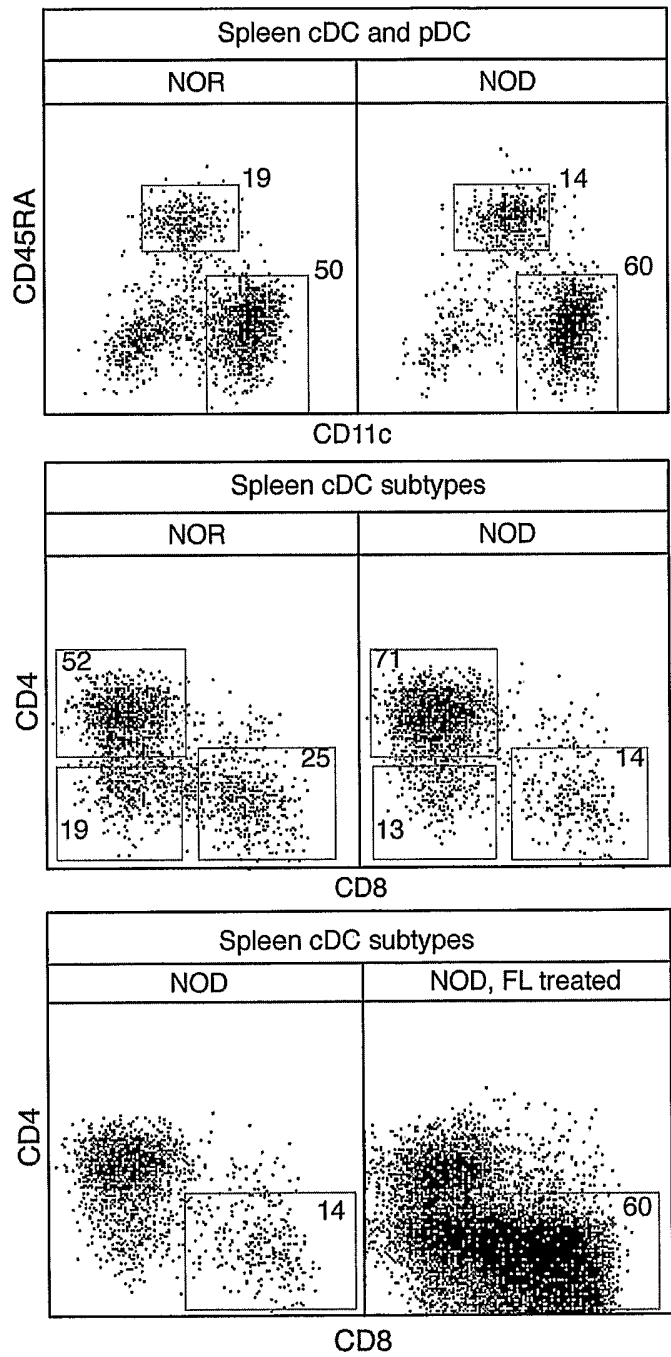 Spleen cDC and pDC
NOR NOD
19 14
50 60
CD45RA
CD11c
Spleen cDC subtypes
NOR NOD
52 71
25 14
19 13
CD4
CD8
Spleen cDC subtypes
NOD NOD, FL treated
14 60
CD4
CD8